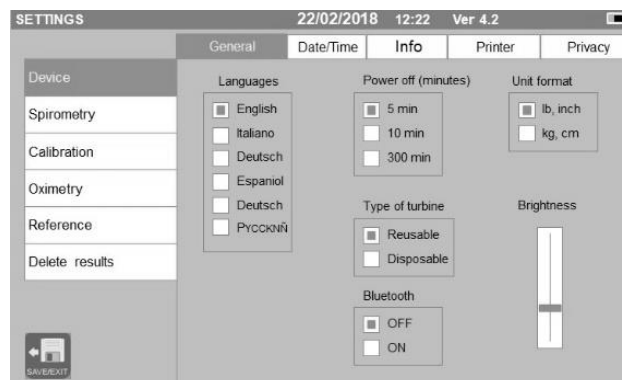 SETTINGS 22/02/2018 12:22 Ver 4.2
General Date/Time Info Printer Privacy
Device
Spirometry
Calibration
Oximetry
Reference
Delete results
SAVE/EXIT
Languages
English
Italiano
Deutsch
Espaniol
Deutsch
PYCCKNÑ
Power off (minutes)
5 min
10 min
300 min
Type of turbine
Reusable
Disposable
Bluetooth
OFF
ON
Unit format
lb, inch
kg, cm
Brightness